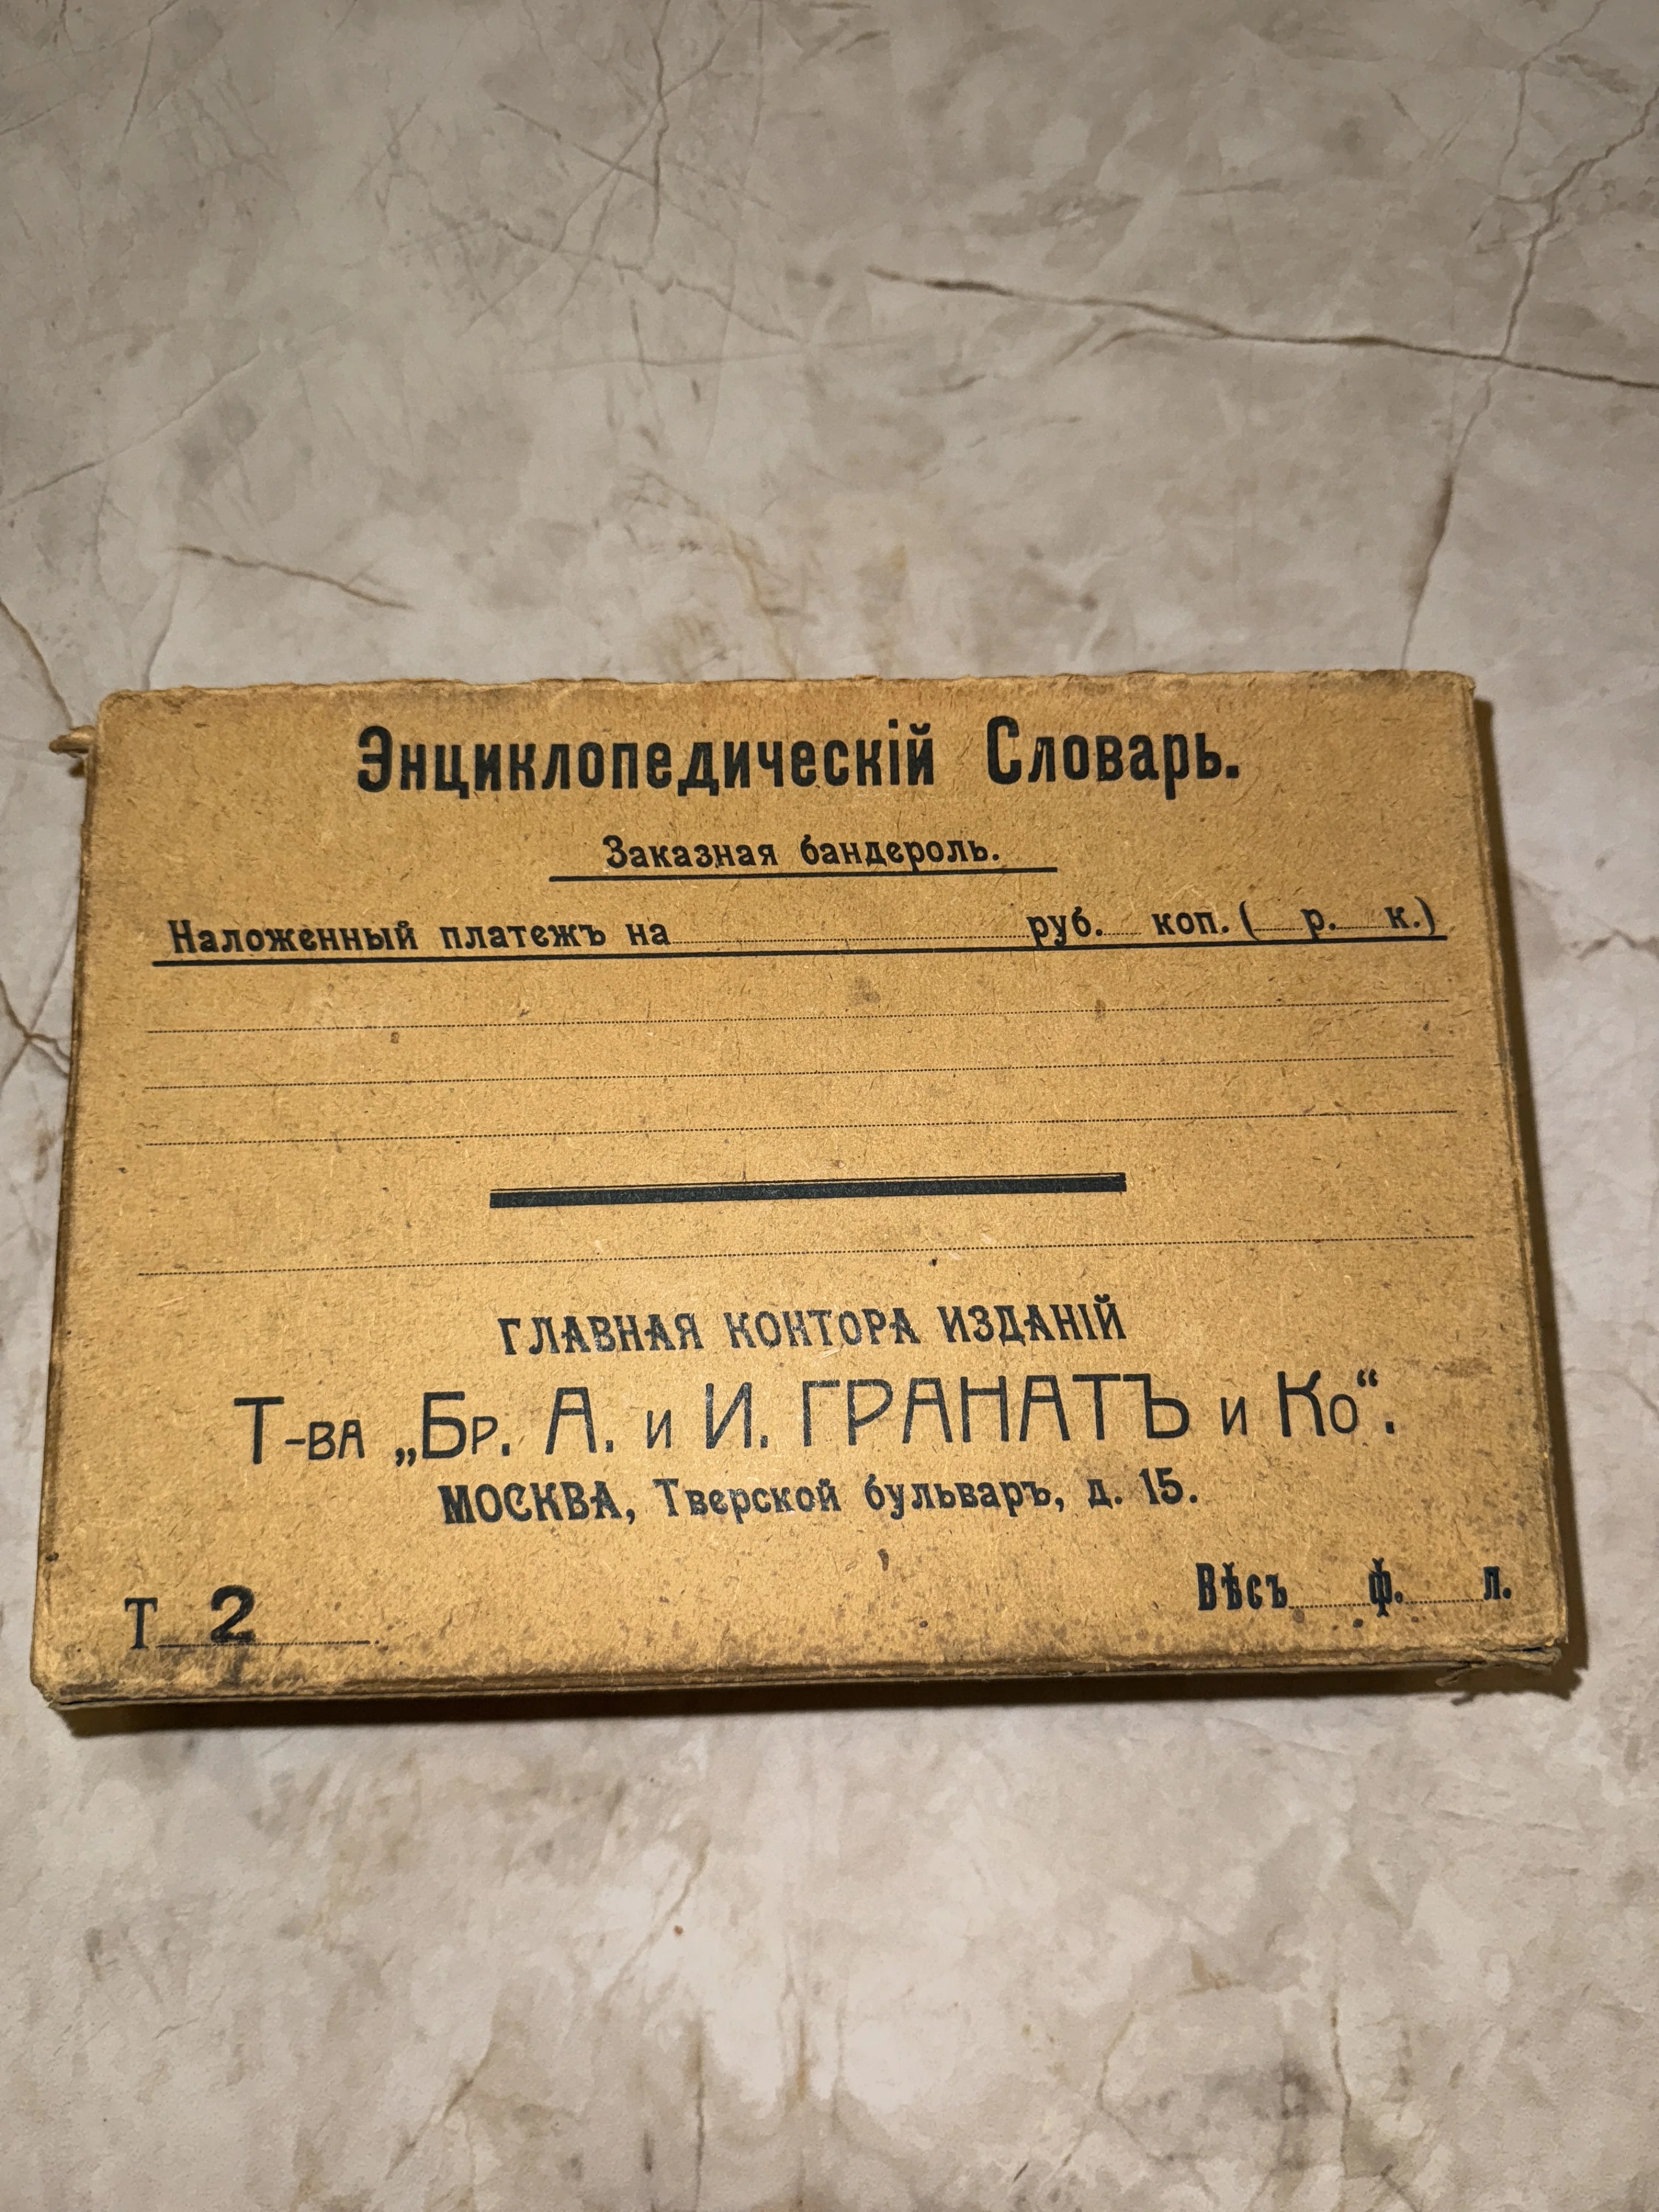 Энциклопедическій Словарь.
Заказная бандероль.
Наложенный платежъ на руб. коп. ( р. к.)
ГЛАВНАЯ КОНТОРА ИЗДАНІЙ
Т-ва „Бр. А. и И. ГРАНАТЪ и Ко“.
МОСКВА, Тверской бульваръ, д. 15.
Т 2
Вѣсъ ф. л.